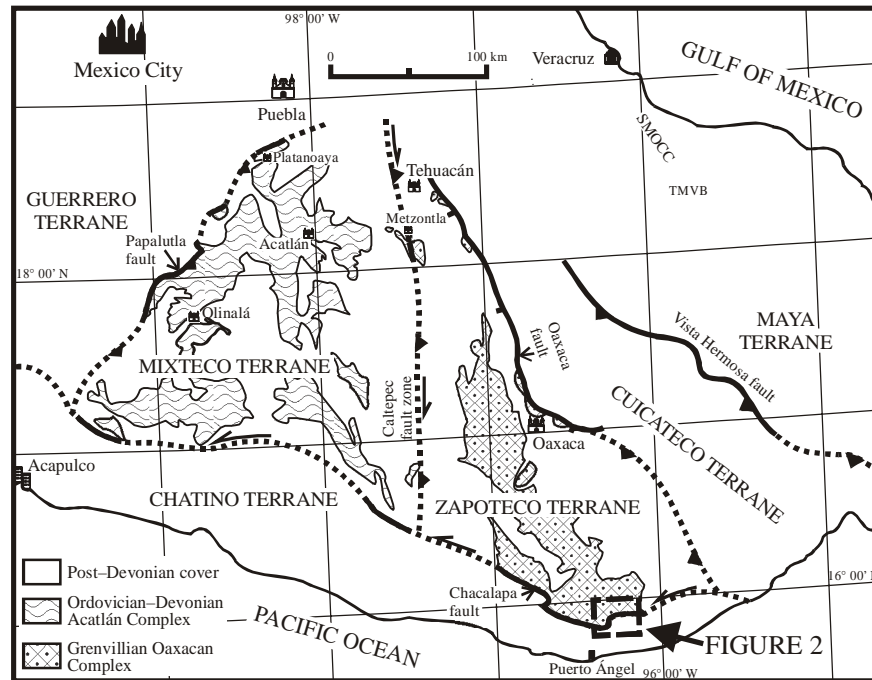 98° 00' W
Mexico City
0
100 km
Veracruz
GULF OF MEXICO
Puebla
SMOCC
TMVB
Platanoaya
Tehuacán
GUERRERO
TERRANE
Metzontla
Papalutla
fault
Acatlán
18° 00' N
Olinalá
Oaxaca
fault
Vista Hermosa fault
MAYA
TERRANE
MIXTECO TERRANE
Caltepec
fault zone
CUICATECO TERRANE
Oaxaca
Acapulco
CHATINO TERRANE
ZAPOTECO TERRANE
Post–Devonian cover
Ordovician–Devonian
Acatlán Complex
Grenvillian Oaxacan
Complex
Chacalapa
fault
16° 00' N
PACIFIC OCEAN
FIGURE 2
Puerto Ángel
96° 00' W